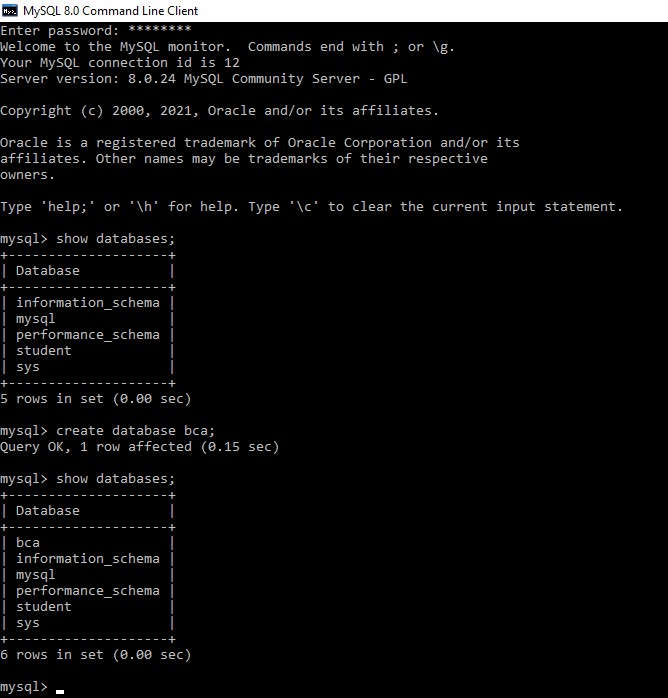 MySQL 8.0 Command Line Client
Enter password: ********
Welcome to the MySQL monitor.  Commands end with ; or \g.
Your MySQL connection id is 12
Server version: 8.0.24 MySQL Community Server - GPL

Copyright (c) 2000, 2021, Oracle and/or its affiliates.

Oracle is a registered trademark of Oracle Corporation and/or its
affiliates. Other names may be trademarks of their respective
owners.

Type 'help;' or '\h' for help. Type '\c' to clear the current input statement.

mysql> show databases;
+--------------------+
| Database           |
+--------------------+
| information_schema |
| mysql              |
| performance_schema |
| student            |
| sys                |
+--------------------+
5 rows in set (0.00 sec)

mysql> create database bca;
Query OK, 1 row affected (0.15 sec)

mysql> show databases;
+--------------------+
| Database           |
+--------------------+
| bca                |
| information_schema |
| mysql              |
| performance_schema |
| student            |
| sys                |
+--------------------+
6 rows in set (0.00 sec)

mysql> _